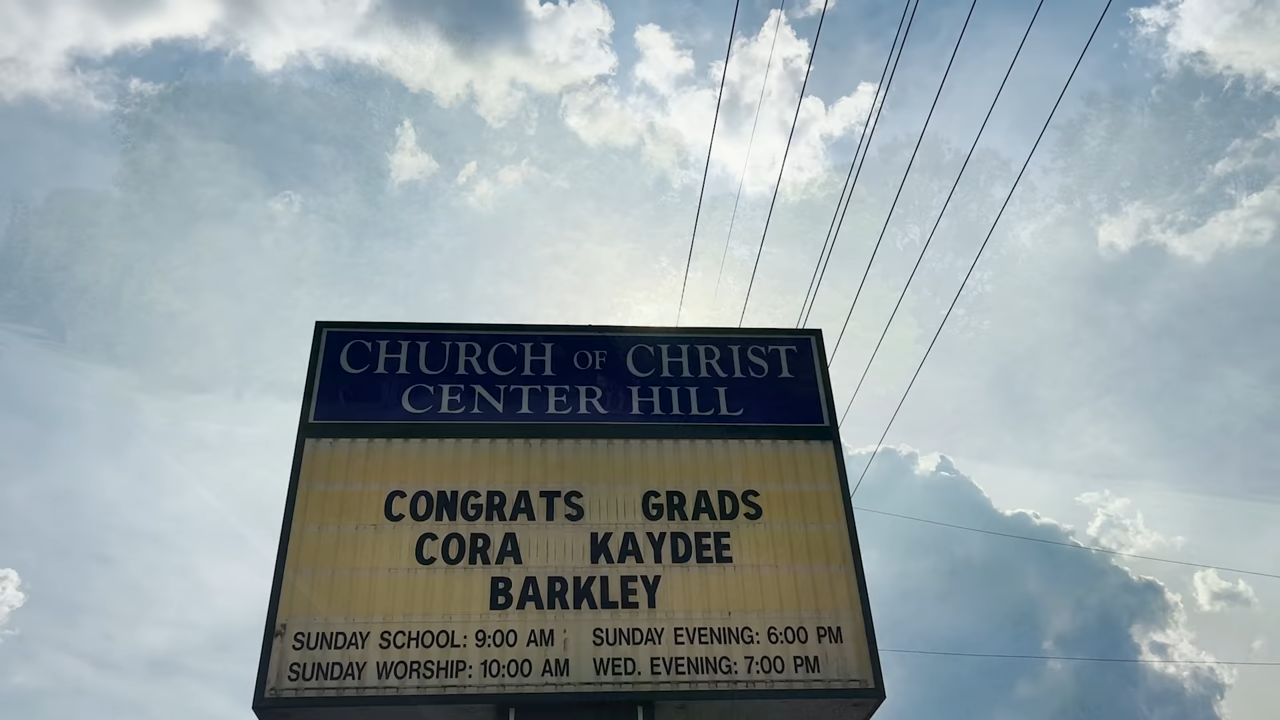 CHURCH OF CHRIST
CENTER HILL
CONGRATS GRADS
CORA KAYDEE
BARKLEY
SUNDAY SCHOOL: 9:00 AM SUNDAY EVENING: 6:00 PM
SUNDAY WORSHIP: 10:00 AM WED. EVENING: 7:00 PM